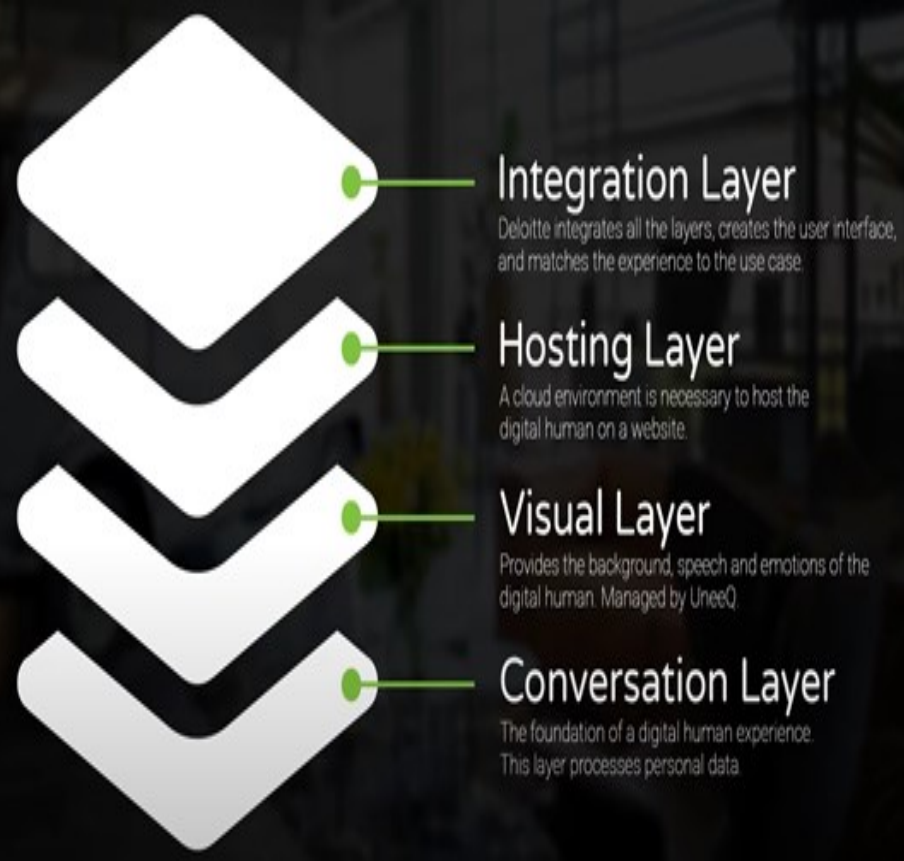 Integration Layer
Deloitte integrates all the layers, creates the user interface,
and matches the experience to the use case.
Hosting Layer
A cloud environment is necessary to host the
digital human on a website.
Visual Layer
Provides the background, speech and emotions of the
digital human. Managed by UneeQ.
Conversation Layer
The foundation of a digital human experience.
This layer processes personal data.